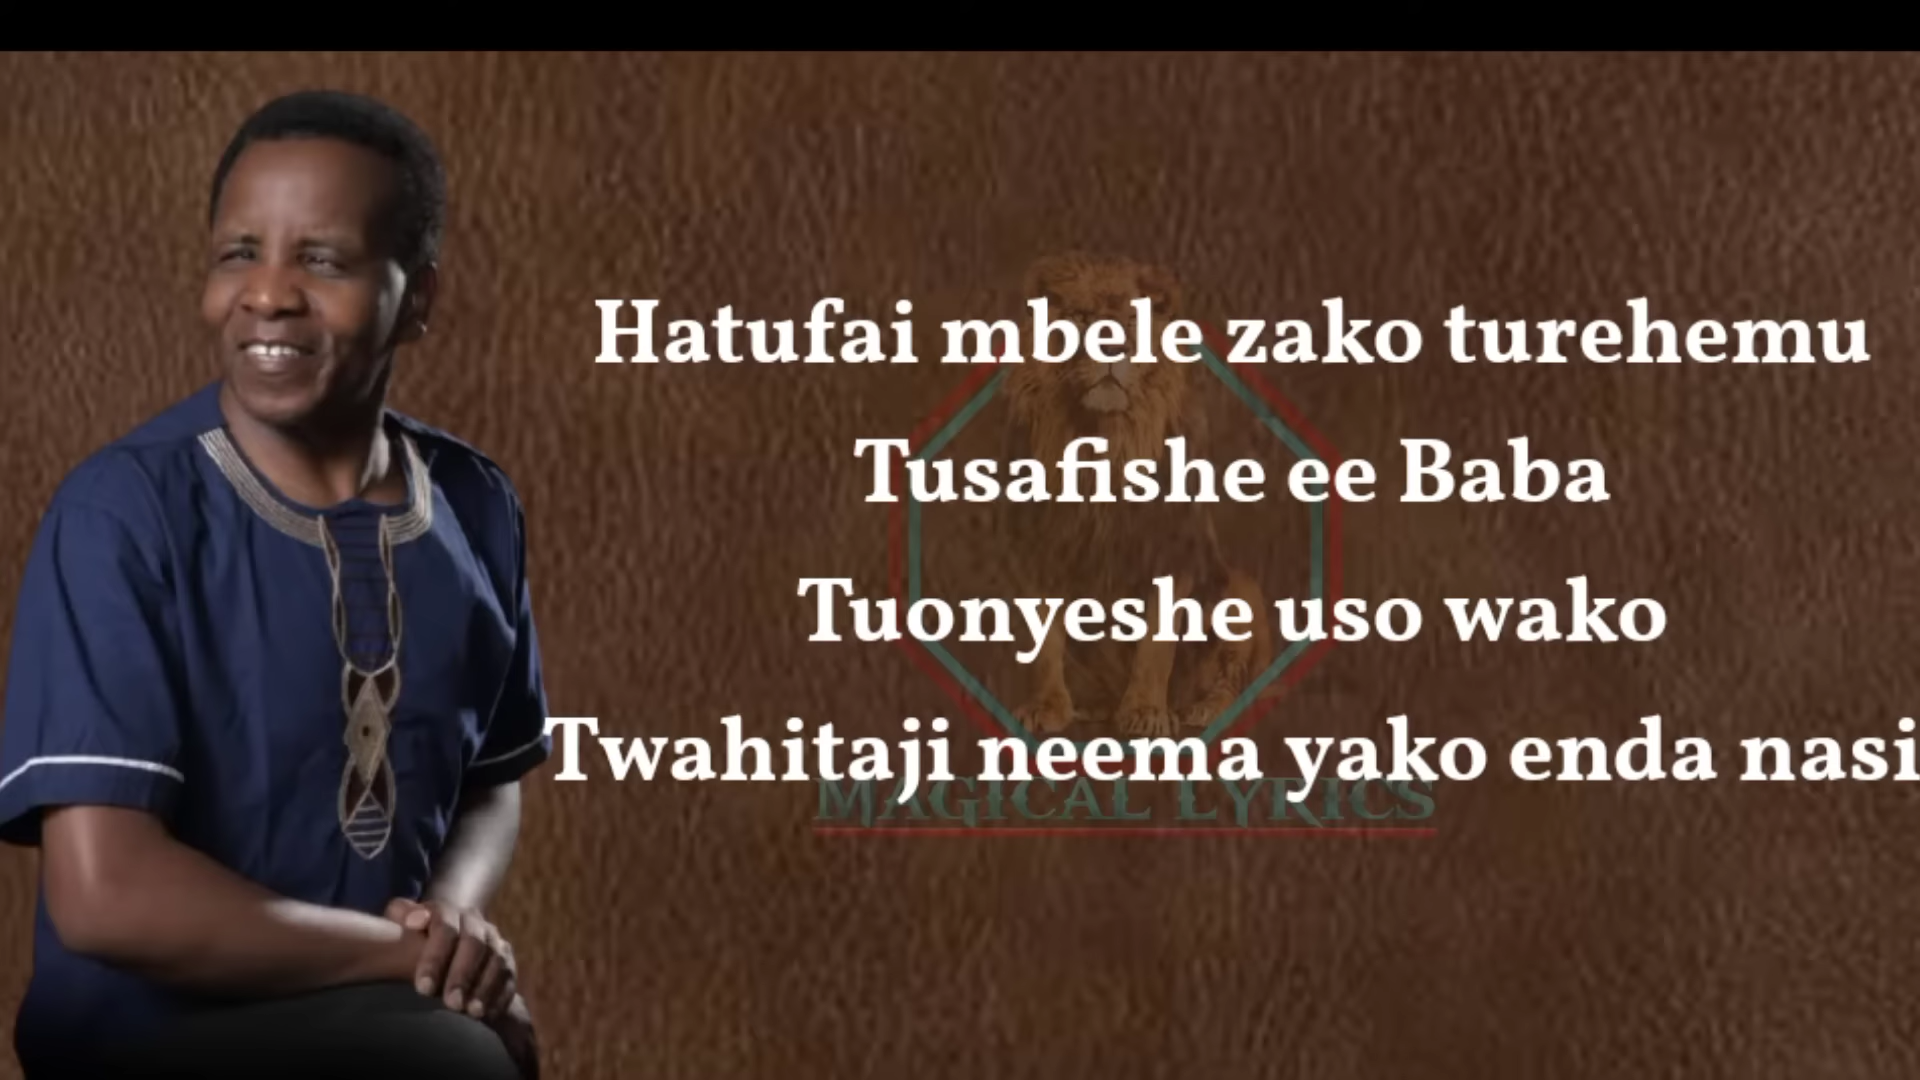 Hatufai mbele zako turehemu
Tusafishe ee Baba
Tuonyeshe uso wako
Twahitaji neema yako enda nasi
MAGICAL LYRICS